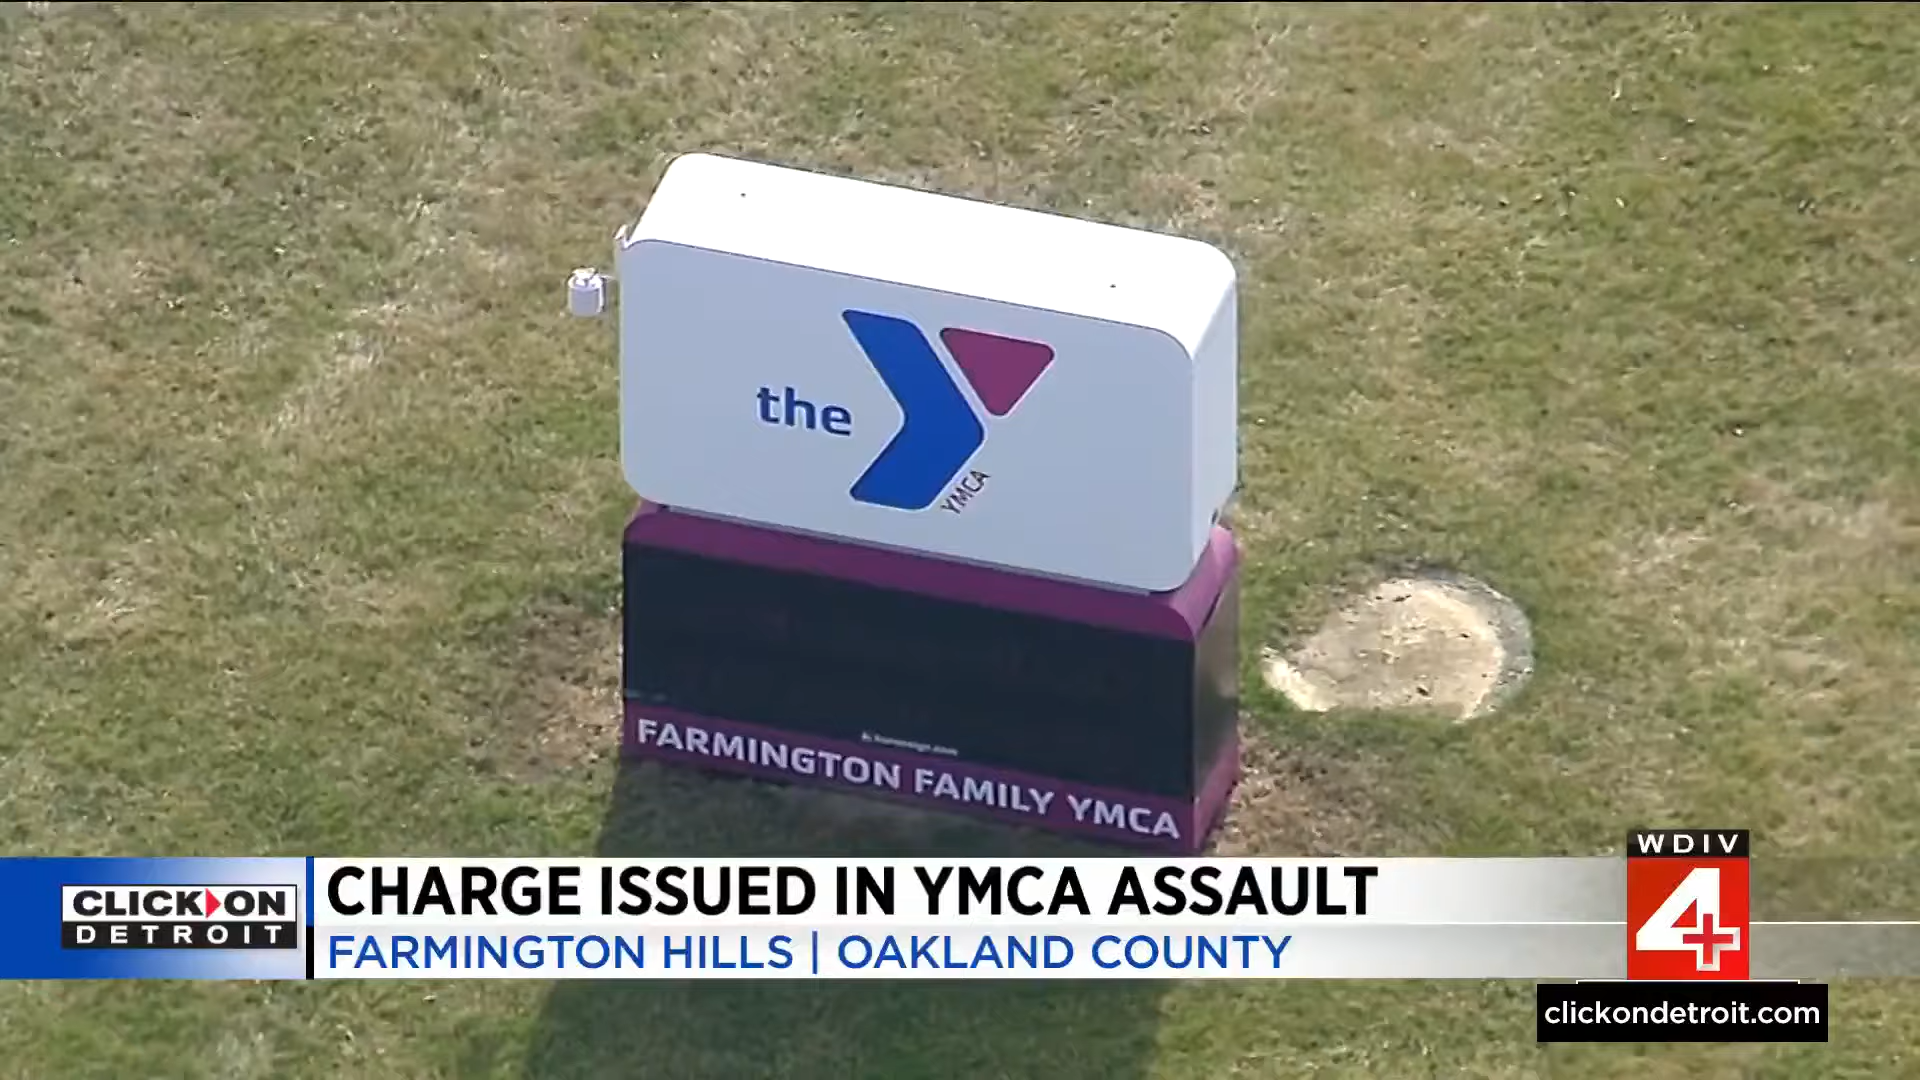 the
YMCA
FARMINGTON FAMILY YMCA
CLICK ON
DETROIT
CHARGE ISSUED IN YMCA ASSAULT
FARMINGTON HILLS | OAKLAND COUNTY
WDIV
4+
clickondetroit.com